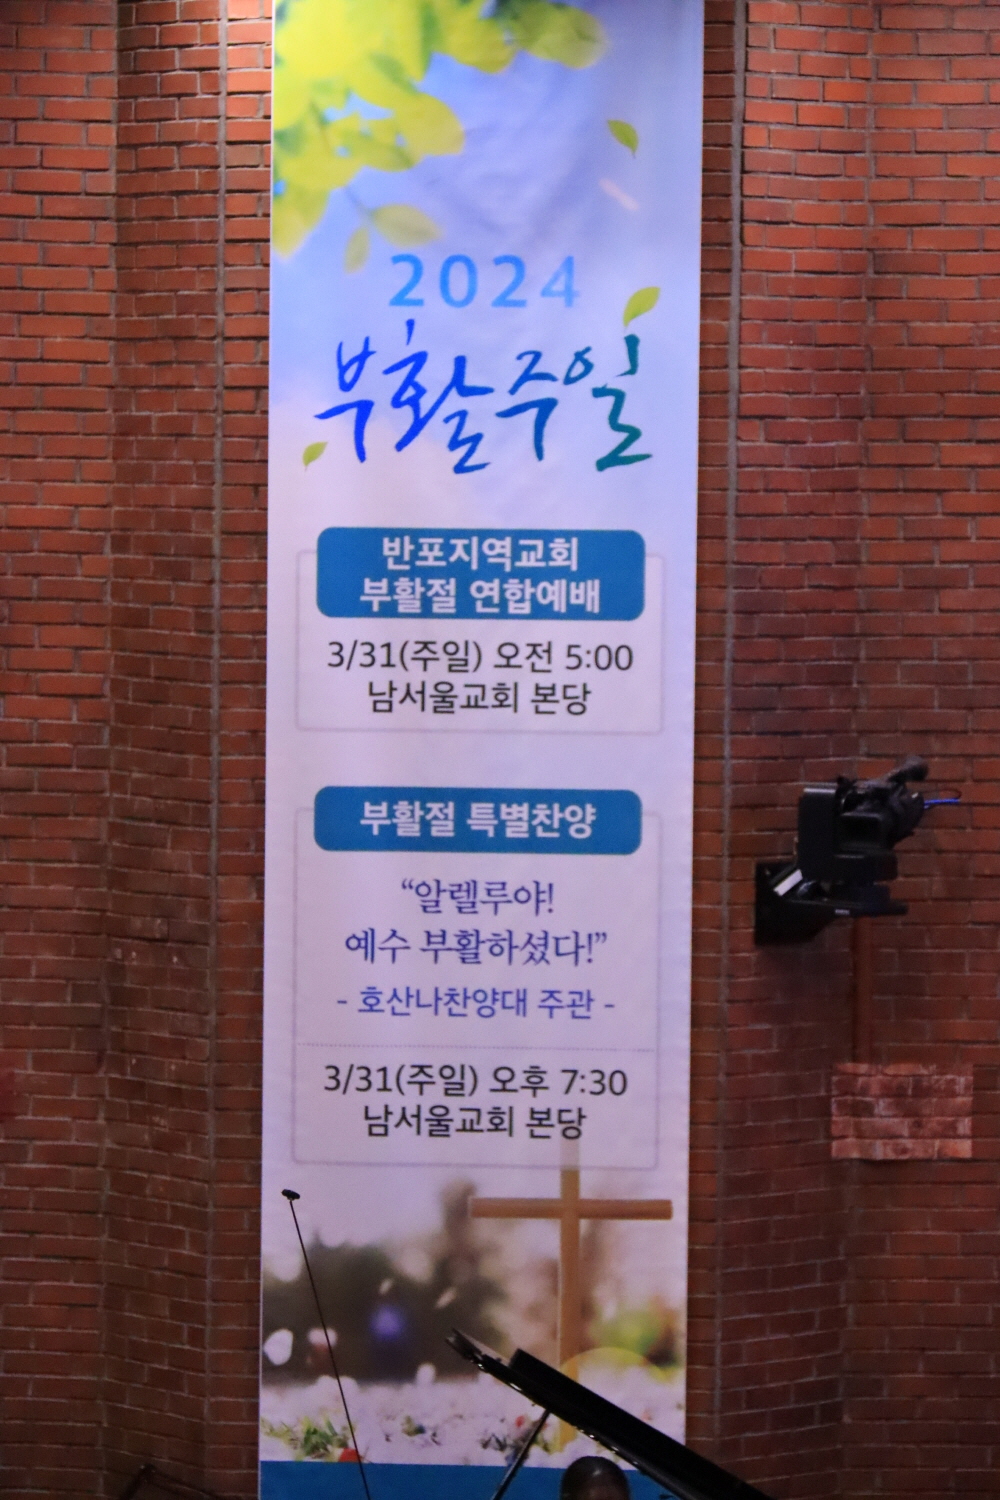 2024
부활주일
반포지역교회
부활절 연합예배
3/31(주일) 오전 5:00
남서울교회 본당
부활절 특별찬양
“알렐루야!
예수 부활하셨다!”
- 호산나찬양대 주관 -
3/31(주일) 오후 7:30
남서울교회 본당